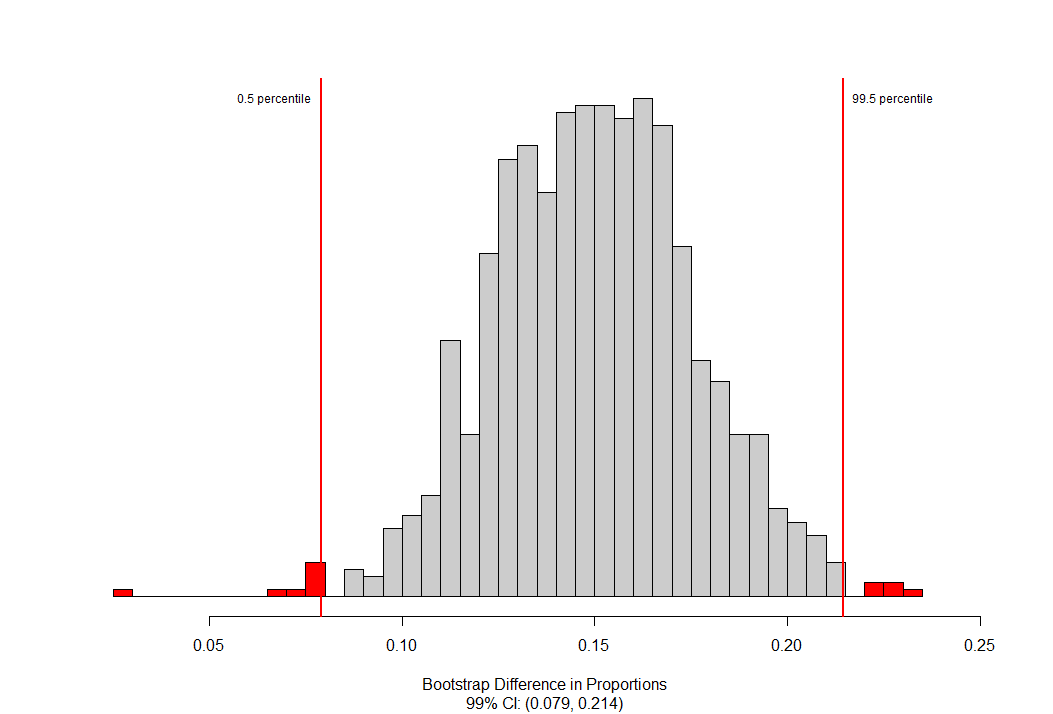 0.5 percentile
99.5 percentile
0.05 0.10 0.15 0.20 0.25
Bootstrap Difference in Proportions
99% CI: (0.079, 0.214)